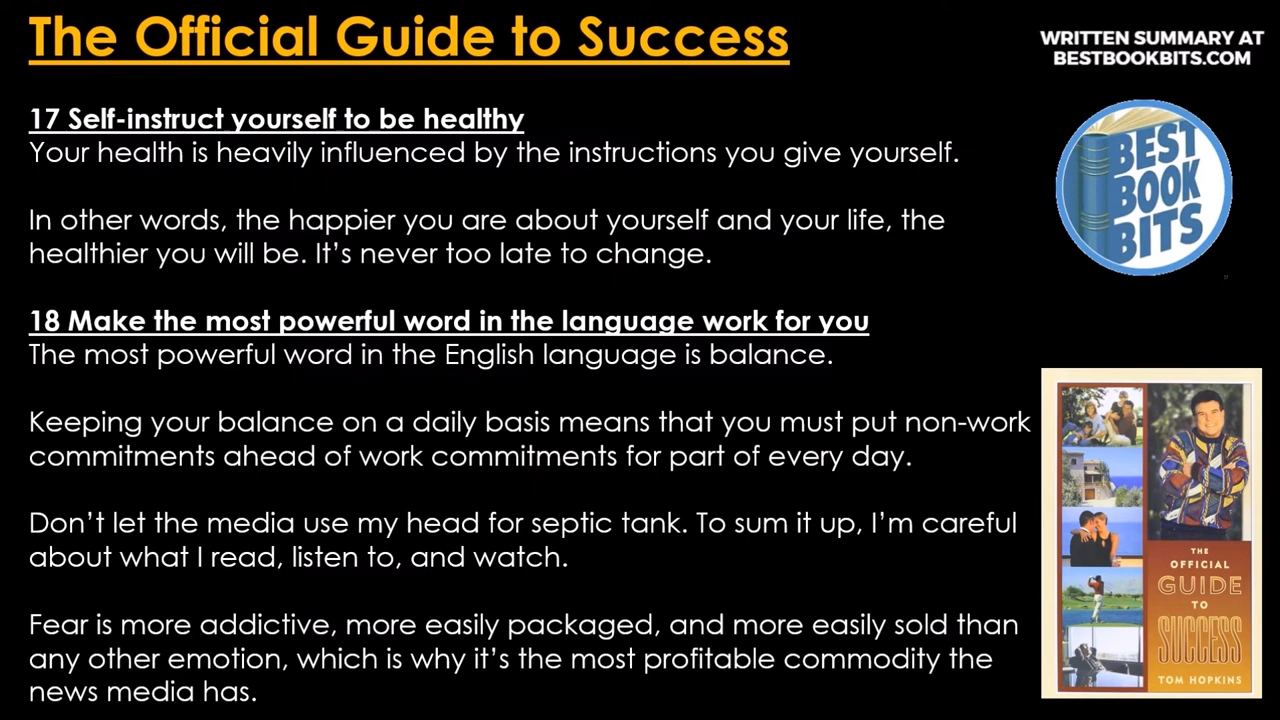 The Official Guide to Success
WRITTEN SUMMARY AT
BESTBOOKBITS.COM
17 Self-instruct yourself to be healthy
Your health is heavily influenced by the instructions you give yourself.
In other words, the happier you are about yourself and your life, the
healthier you will be. It's never too late to change.
18 Make the most powerful word in the language work for you
The most powerful word in the English language is balance.
Keeping your balance on a daily basis means that you must put non-work
commitments ahead of work commitments for part of every day.
Don't let the media use my head for septic tank. To sum it up, I'm careful
about what I read, listen to, and watch.
Fear is more addictive, more easily packaged, and more easily sold than
any other emotion, which is why it's the most profitable commodity the
news media has.
BEST
BOOK
BITS
THE
OFFICIAL
GUIDE
TO
SUCCESS
TOM HOPKINS